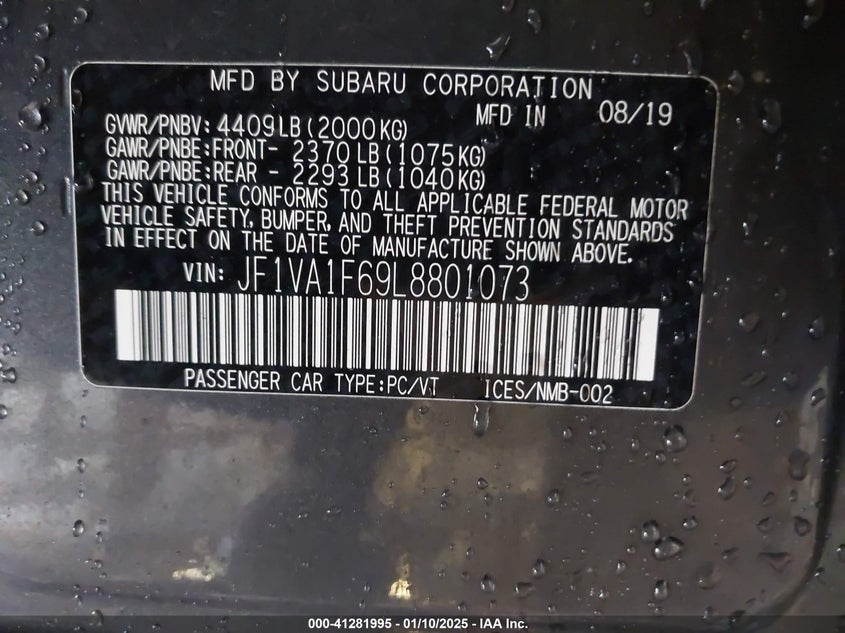 MFD BY SUBARU CORPORATION
MFD IN 08/19
GVWR/PNBV: 4409LB(2000KG)
GAWR/PNBE:FRONT- 2370LB(1075KG)
GAWR/PNBE:REAR - 2293LB(1040KG)
THIS VEHICLE CONFORMS TO ALL APPLICABLE FEDERAL MOTOR
VEHICLE SAFETY, BUMPER, AND THEFT PREVENTION STANDARDS
IN EFFECT ON THE DATE OF MANUFACTURE SHOWN ABOVE.
VIN: JF1VA1F69L8801073
PASSENGER CAR TYPE:PC/VT ICES/NMB-002
000-41281995 - 01/10/2025 - IAA Inc.